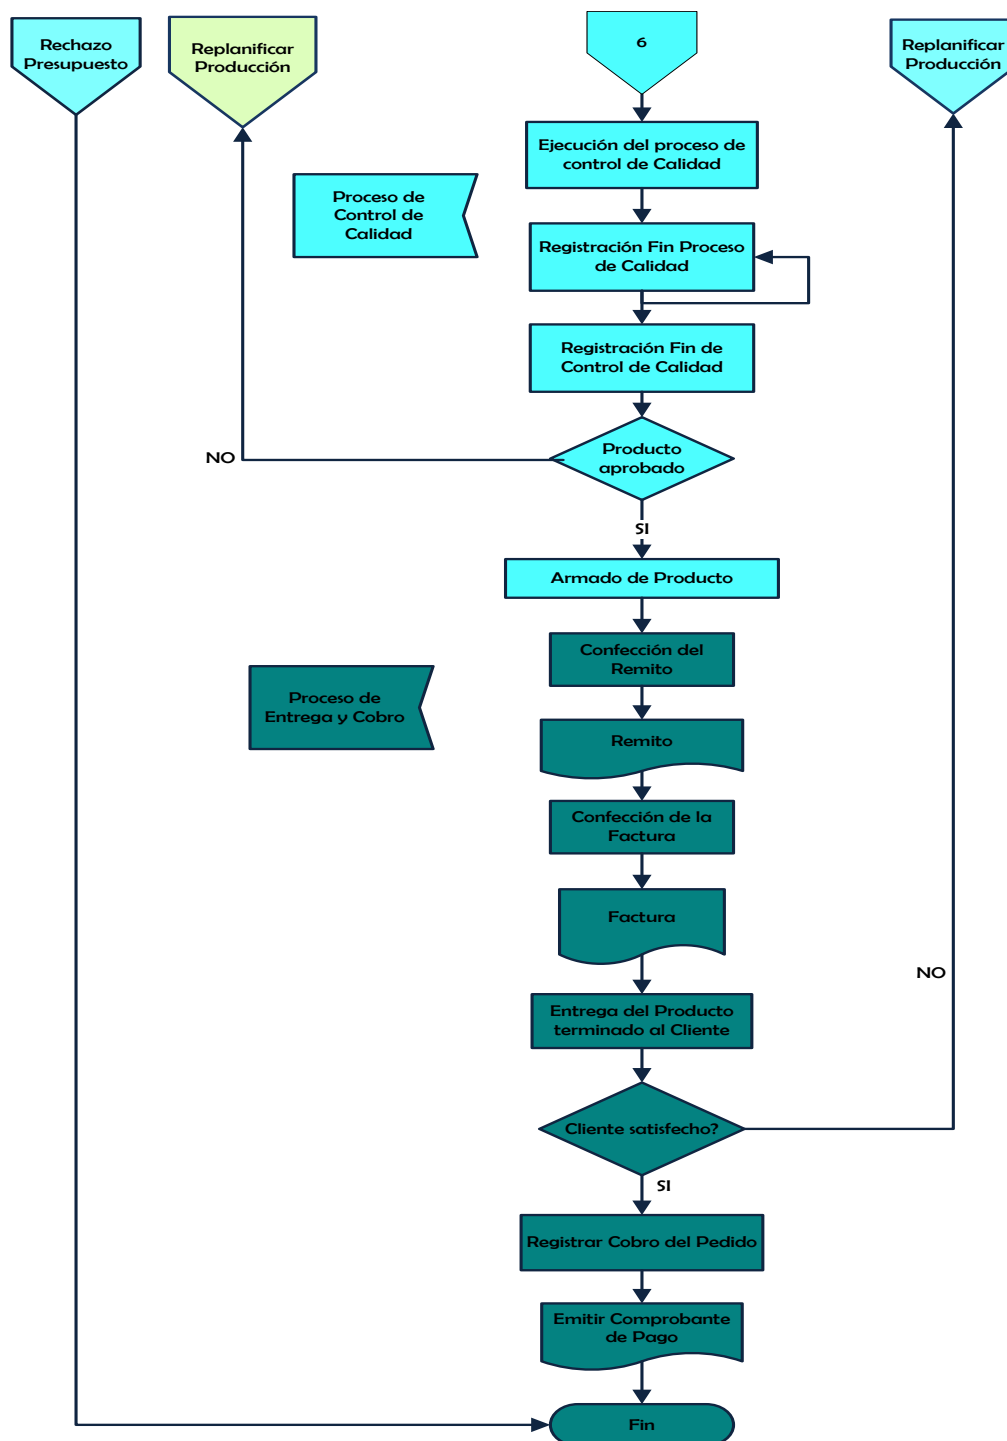 Rechazo
Presupuesto
Replanificar
Producción
6
Replanificar
Producción
Ejecución del proceso de
control de Calidad
Proceso de
Control de
Calidad
Registración Fin Proceso
de Calidad
Registración Fin de
Control de Calidad
Producto
aprobado
NO
SI
Armado de Producto
Confección del
Remito
Proceso de
Entrega y Cobro
Remito
Confección de la
Factura
Factura
NO
Entrega del Producto
terminado al Cliente
Cliente satisfecho?
SI
Registrar Cobro del Pedido
Emitir Comprobante
de Pago
Fin